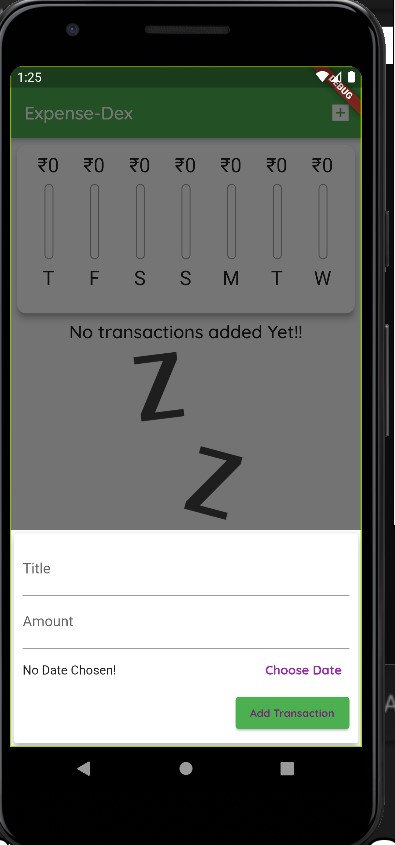 1:25
DEBUG
Expense-Dex
₹0 ₹0 ₹0 ₹0 ₹0 ₹0 ₹0
T F S S M T W
No transactions added Yet!!
Z
Z
Title
Amount
No Date Chosen! Choose Date
Add Transaction
A